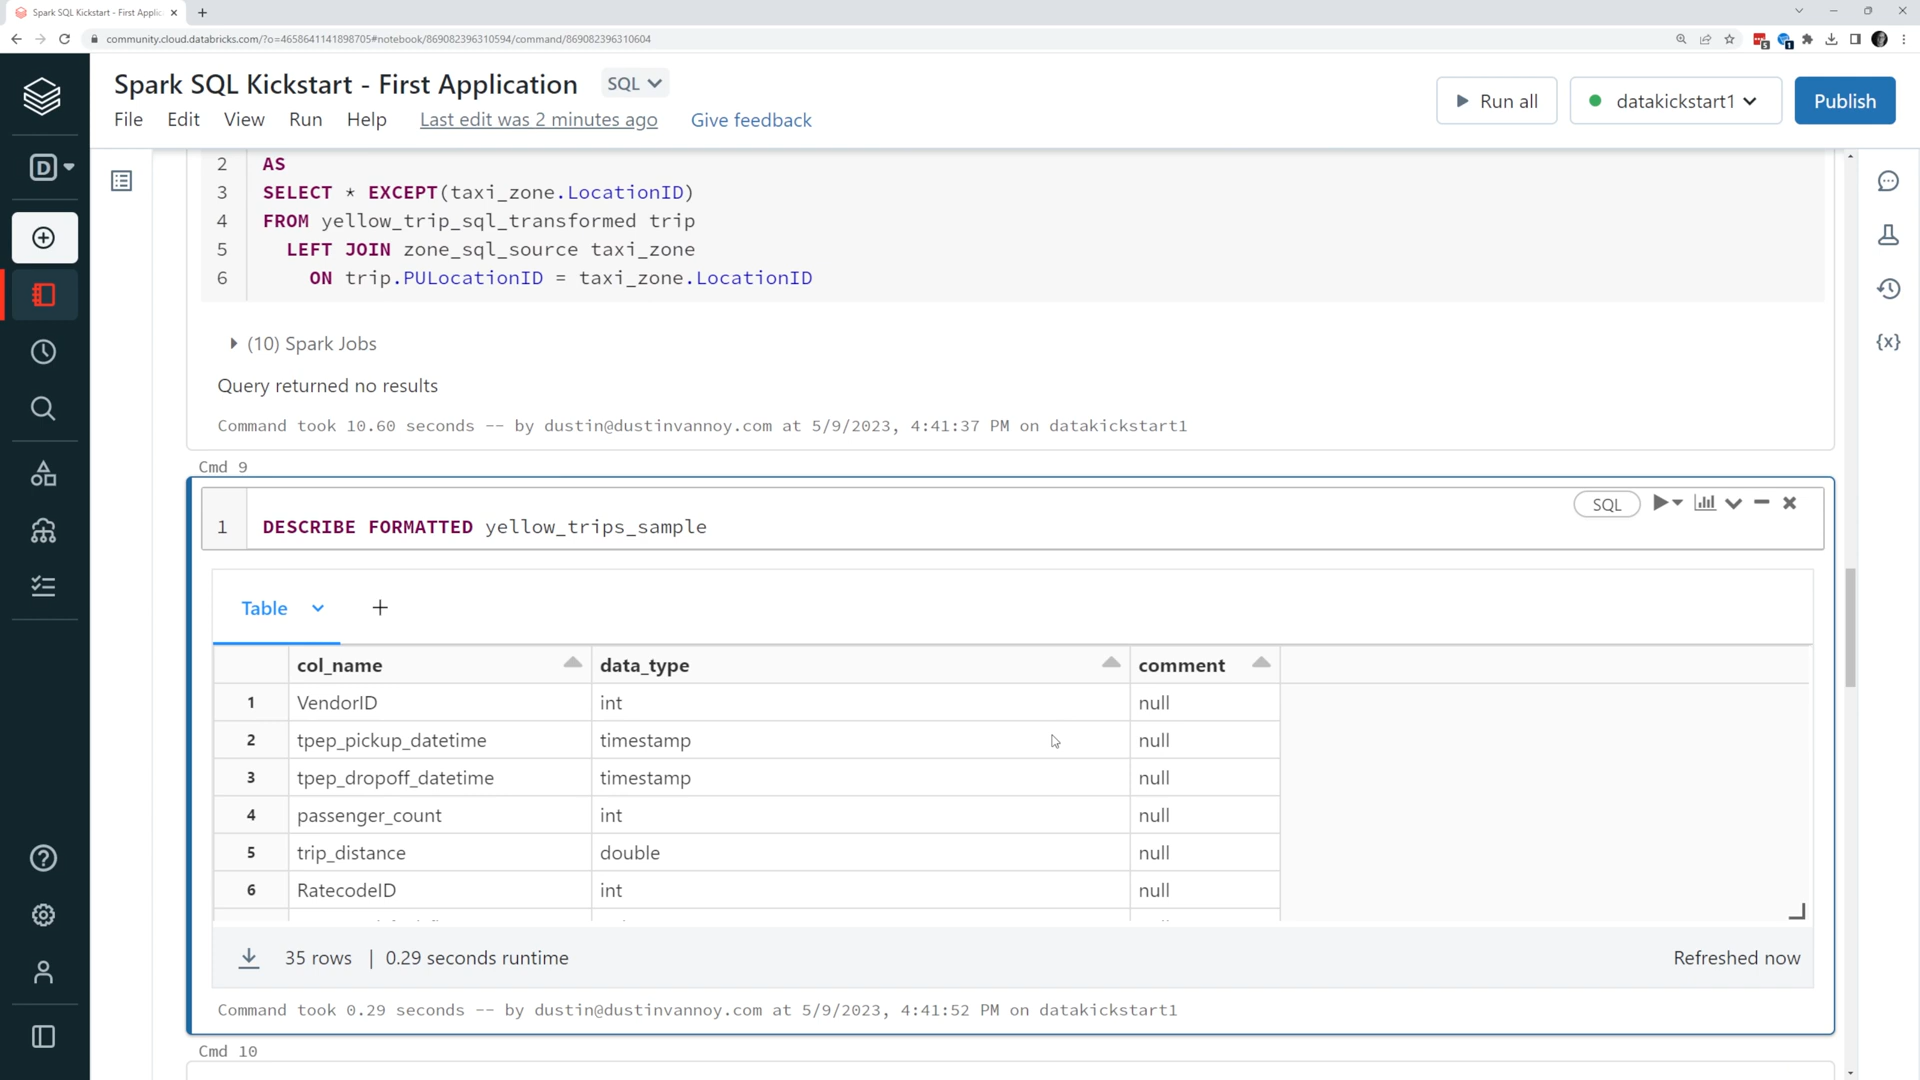 Spark SQL Kickstart - First Applic
community.cloud.databricks.com/?o=4658641141898705#notebook/869082396310594/command/869082396310604
Spark SQL Kickstart - First Application SQL
File Edit View Run Help Last edit was 2 minutes ago Give feedback
Run all
datakickstart1
Publish
D
2 AS
3 SELECT * EXCEPT(taxi_zone.LocationID)
4 FROM yellow_trip_sql_transformed trip
5 LEFT JOIN zone_sql_source taxi_zone
6 ON trip.PULocationID = taxi_zone.LocationID
{x}
(10) Spark Jobs
Query returned no results
Command took 10.60 seconds -- by dustin@dustinvannoy.com at 5/9/2023, 4:41:37 PM on datakickstart1
Cmd 9
SQL
1 DESCRIBE FORMATTED yellow_trips_sample
Table +
col_name data_type comment
1 VendorID int null
2 tpep_pickup_datetime timestamp null
3 tpep_dropoff_datetime timestamp null
4 passenger_count int null
5 trip_distance double null
6 RatecodeID int null
35 rows | 0.29 seconds runtime
Refreshed now
Command took 0.29 seconds -- by dustin@dustinvannoy.com at 5/9/2023, 4:41:52 PM on datakickstart1
Cmd 10